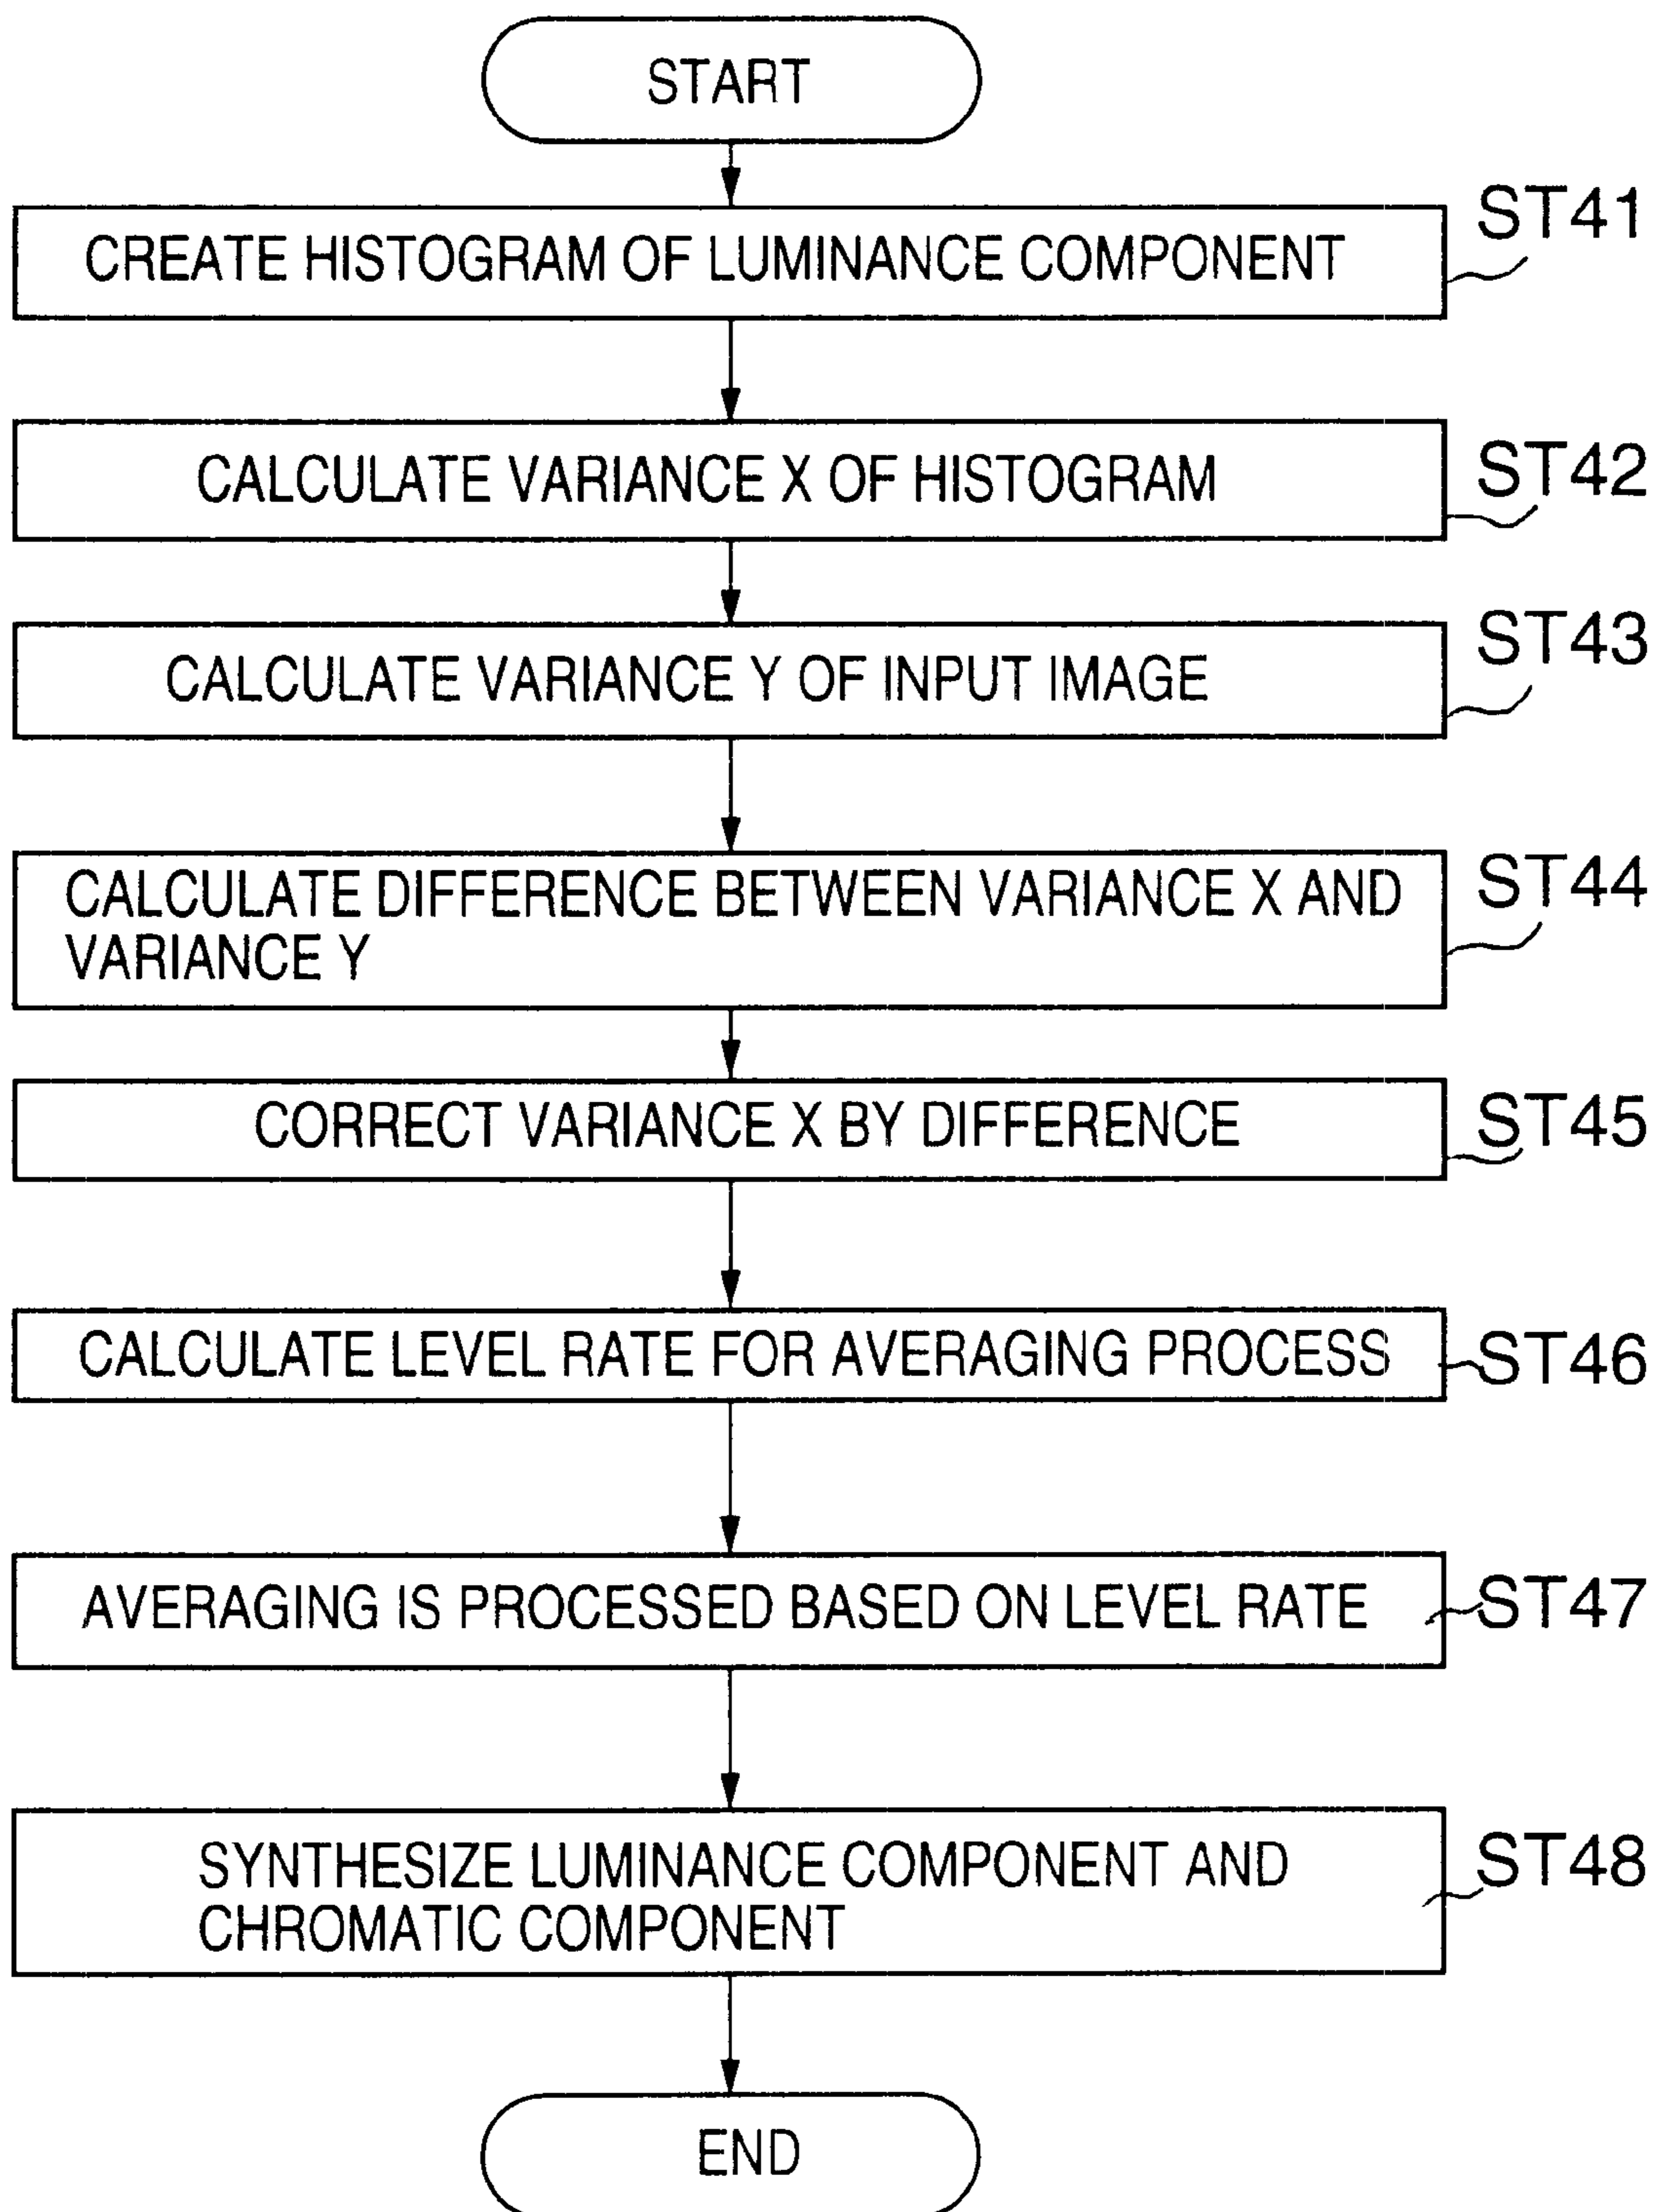 START
ST41
CREATE HISTOGRAM OF LUMINANCE COMPONENT
ST42
CALCULATE VARIANCE X OF HISTOGRAM
ST43
CALCULATE VARIANCE Y OF INPUT IMAGE
ST44
CALCULATE DIFFERENCE BETWEEN VARIANCE X AND
VARIANCE Y
ST45
CORRECT VARIANCE X BY DIFFERENCE
ST46
CALCULATE LEVEL RATE FOR AVERAGING PROCESS
ST47
AVERAGING IS PROCESSED BASED ON LEVEL RATE
ST48
SYNTHESIZE LUMINANCE COMPONENT AND
CHROMATIC COMPONENT
END